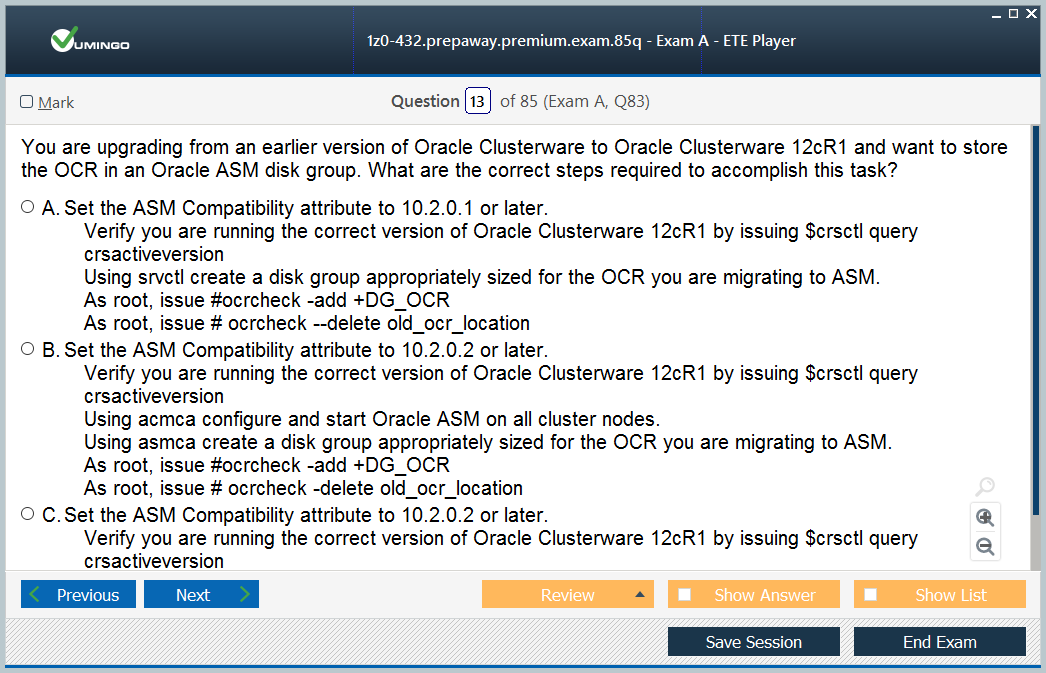 VUMINGO
1z0-432.prepaway.premium.exam.85q - Exam A - ETE Player
Mark
Question 13 of 85 (Exam A, Q83)
You are upgrading from an earlier version of Oracle Clusterware to Oracle Clusterware 12cR1 and want to store
the OCR in an Oracle ASM disk group. What are the correct steps required to accomplish this task?
A. Set the ASM Compatibility attribute to 10.2.0.1 or later.
Verify you are running the correct version of Oracle Clusterware 12cR1 by issuing $crsctl query
crsactiveversion
Using srvctl create a disk group appropriately sized for the OCR you are migrating to ASM.
As root, issue #ocrcheck -add +DG_OCR
As root, issue # ocrcheck --delete old_ocr_location
B. Set the ASM Compatibility attribute to 10.2.0.2 or later.
Verify you are running the correct version of Oracle Clusterware 12cR1 by issuing $crsctl query
crsactiveversion
Using acmca configure and start Oracle ASM on all cluster nodes.
Using asmca create a disk group appropriately sized for the OCR you are migrating to ASM.
As root, issue #ocrcheck -add +DG_OCR
As root, issue # ocrcheck -delete old_ocr_location
C. Set the ASM Compatibility attribute to 10.2.0.2 or later.
Verify you are running the correct version of Oracle Clusterware 12cR1 by issuing $crsctl query
crsactiveversion
Previous Next Review Show Answer Show List
Save Session End Exam